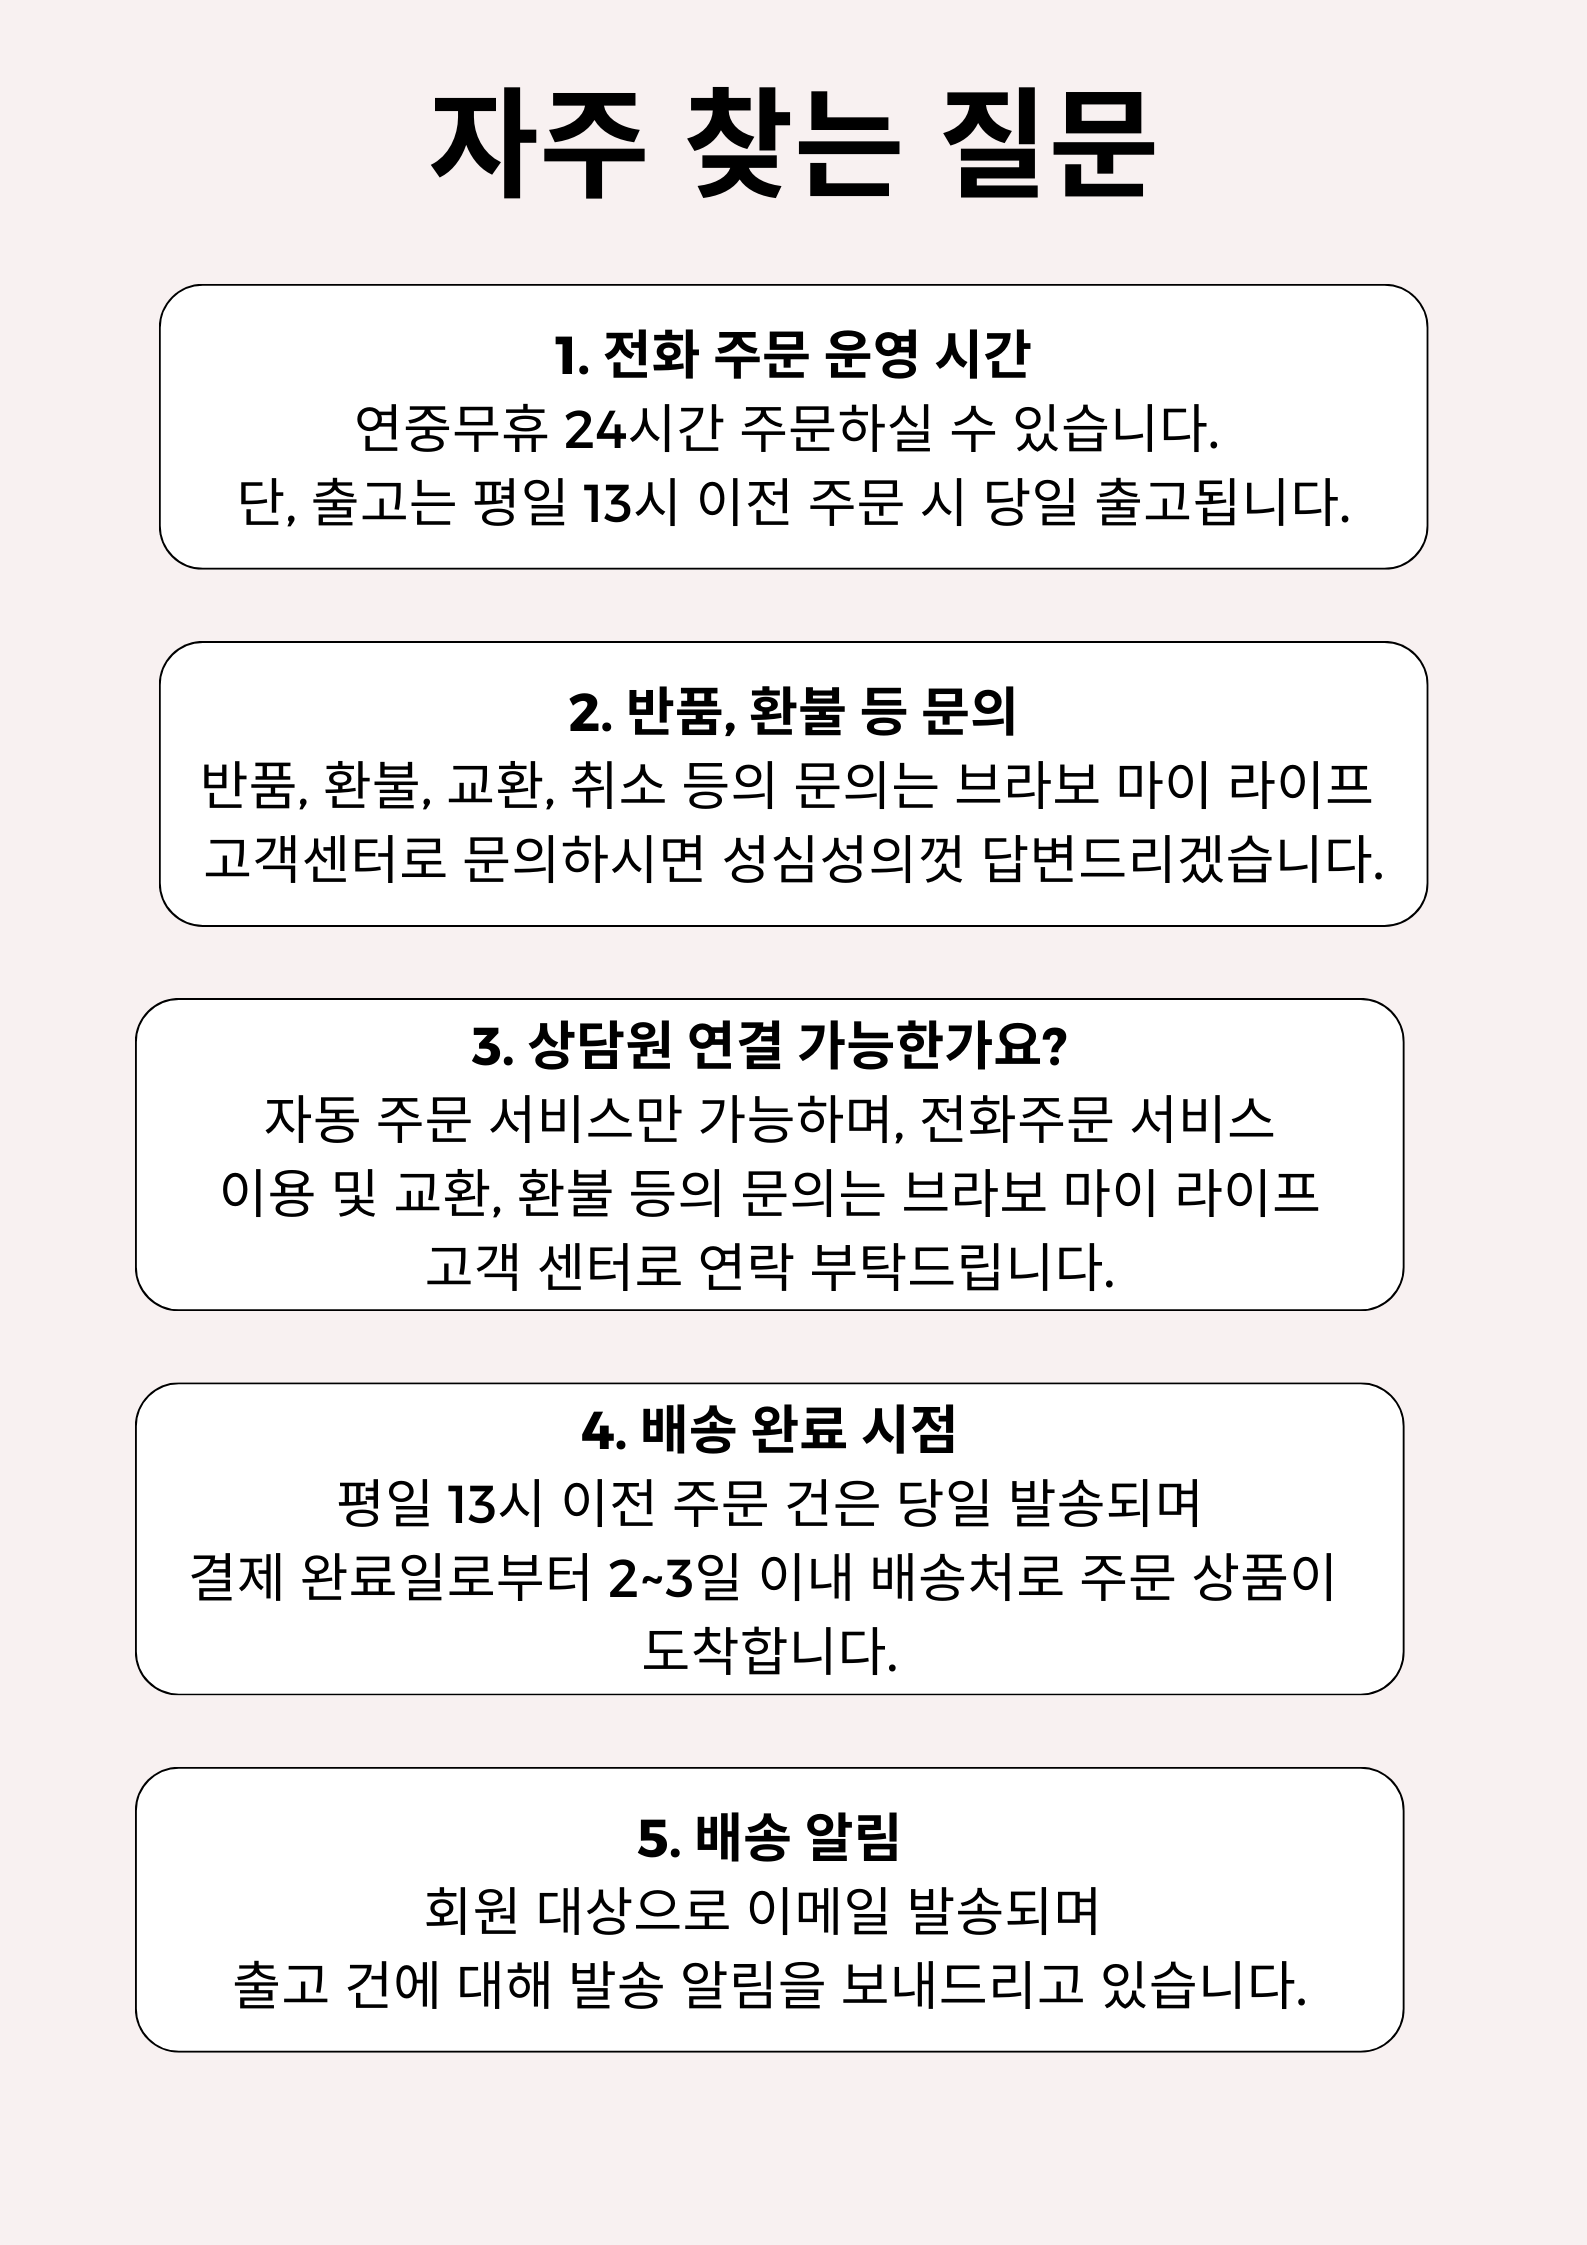 자주 찾는 질문
1. 전화 주문 운영 시간
연중무휴 24시간 주문하실 수 있습니다.
단, 출고는 평일 13시 이전 주문 시 당일 출고됩니다.
2. 반품, 환불 등 문의
반품, 환불, 교환, 취소 등의 문의는 브라보 마이 라이프
고객센터로 문의하시면 성심성의껏 답변드리겠습니다.
3. 상담원 연결 가능한가요?
자동 주문 서비스만 가능하며, 전화주문 서비스
이용 및 교환, 환불 등의 문의는 브라보 마이 라이프
고객 센터로 연락 부탁드립니다.
4. 배송 완료 시점
평일 13시 이전 주문 건은 당일 발송되며
결제 완료일로부터 2~3일 이내 배송처로 주문 상품이
도착합니다.
5. 배송 알림
회원 대상으로 이메일 발송되며
출고 건에 대해 발송 알림을 보내드리고 있습니다.